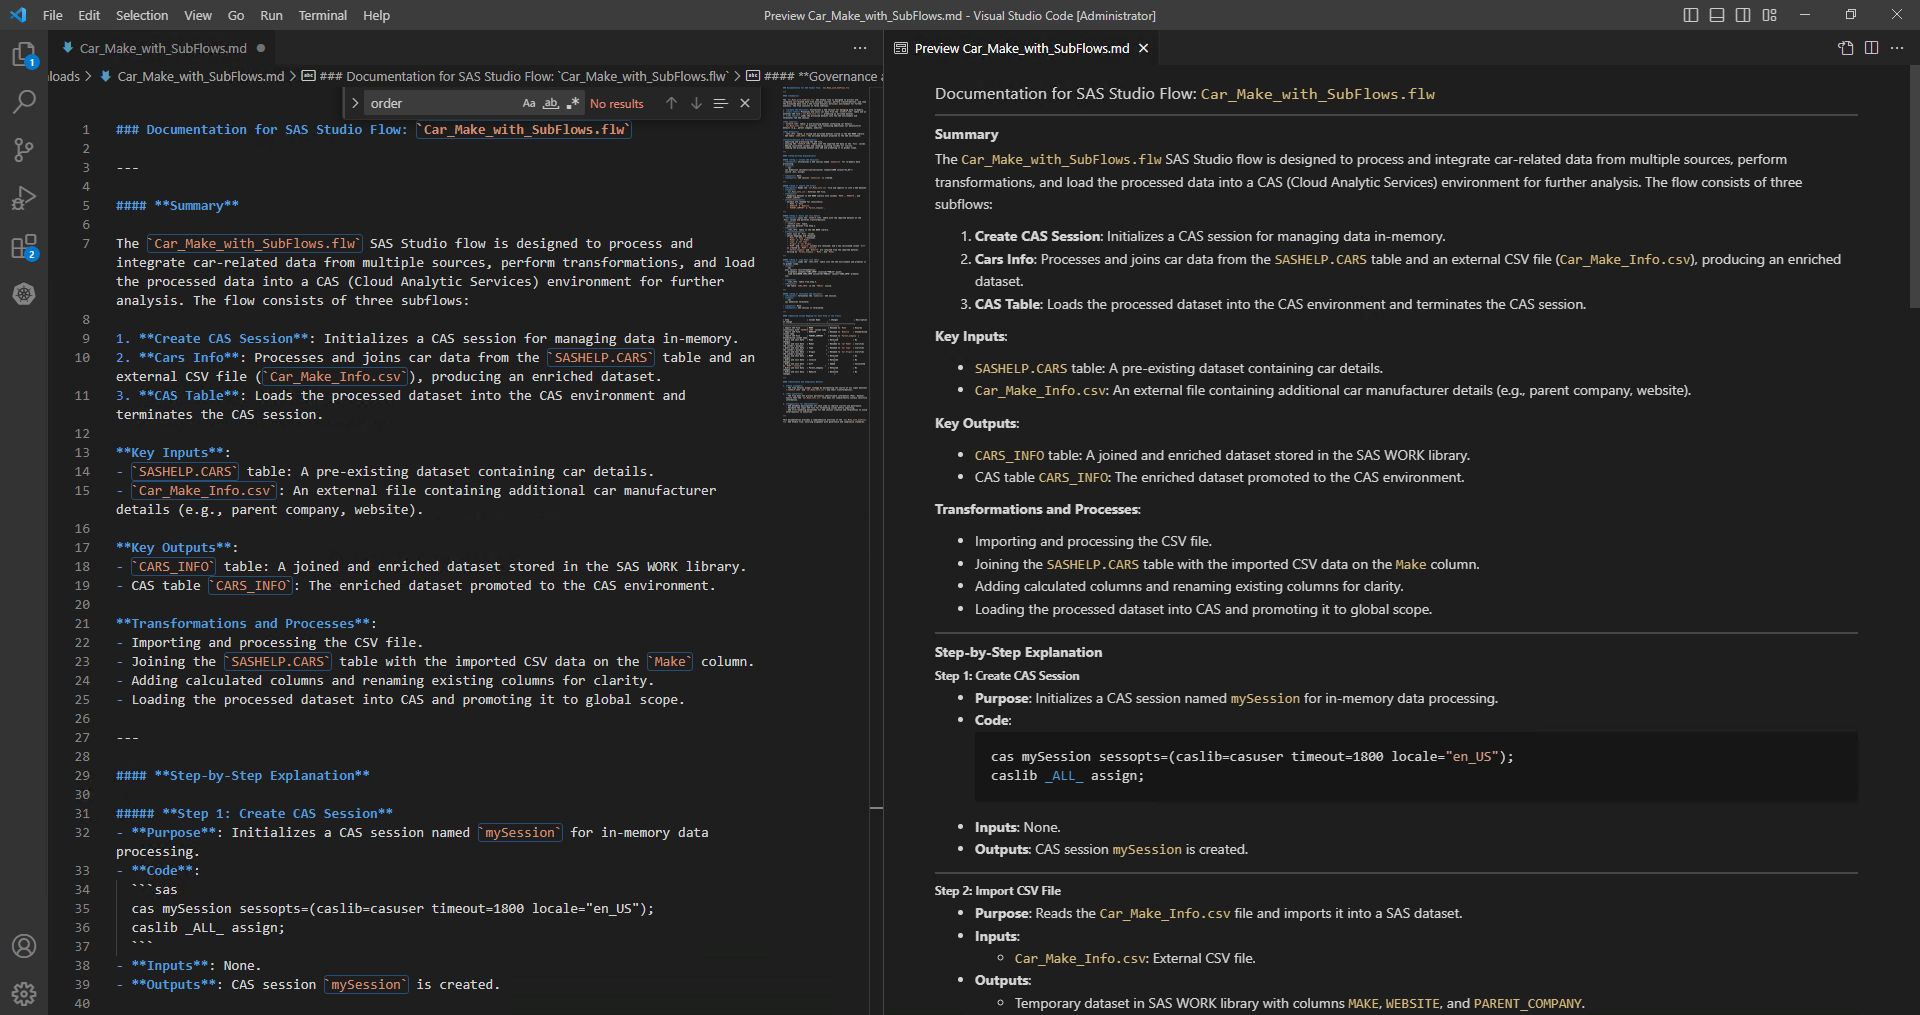 File Edit Selection View Go Run Terminal Help
Preview Car_Make_with_SubFlows.md - Visual Studio Code [Administrator]
Car_Make_with_SubFlows.md
loads > Car_Make_with_SubFlows.md > ### Documentation for SAS Studio Flow: `Car_Make_with_SubFlows.flw` > #### **Governance a
order Aa ab .* No results
1 ### Documentation for SAS Studio Flow: `Car_Make_with_SubFlows.flw`
2
3 ---
4
5 #### **Summary**
6
7 The `Car_Make_with_SubFlows.flw` SAS Studio flow is designed to process and
integrate car-related data from multiple sources, perform transformations, and load
the processed data into a CAS (Cloud Analytic Services) environment for further
analysis. The flow consists of three subflows:
8
9 1. **Create CAS Session**: Initializes a CAS session for managing data in-memory.
10 2. **Cars Info**: Processes and joins car data from the `SASHELP.CARS` table and an
external CSV file (`Car_Make_Info.csv`), producing an enriched dataset.
11 3. **CAS Table**: Loads the processed dataset into the CAS environment and
terminates the CAS session.
12
13 **Key Inputs**:
14 - `SASHELP.CARS` table: A pre-existing dataset containing car details.
15 - `Car_Make_Info.csv`: An external file containing additional car manufacturer
details (e.g., parent company, website).
16
17 **Key Outputs**:
18 - `CARS_INFO` table: A joined and enriched dataset stored in the SAS WORK library.
19 - CAS table `CARS_INFO`: The enriched dataset promoted to the CAS environment.
20
21 **Transformations and Processes**:
22 - Importing and processing the CSV file.
23 - Joining the `SASHELP.CARS` table with the imported CSV data on the `Make` column.
24 - Adding calculated columns and renaming existing columns for clarity.
25 - Loading the processed dataset into CAS and promoting it to global scope.
26
27 ---
28
29 #### **Step-by-Step Explanation**
30
31 ##### **Step 1: Create CAS Session**
32 - **Purpose**: Initializes a CAS session named `mySession` for in-memory data
processing.
33 - **Code**:
34 ```sas
35 cas mySession sessopts=(caslib=casuser timeout=1800 locale="en_US");
36 caslib _ALL_ assign;
37 ```
38 - **Inputs**: None.
39 - **Outputs**: CAS session `mySession` is created.
40
1
2
Preview Car_Make_with_SubFlows.md
Documentation for SAS Studio Flow: Car_Make_with_SubFlows.flw
Summary
The Car_Make_with_SubFlows.flw SAS Studio flow is designed to process and integrate car-related data from multiple sources, perform
transformations, and load the processed data into a CAS (Cloud Analytic Services) environment for further analysis. The flow consists of three
subflows:
1. Create CAS Session: Initializes a CAS session for managing data in-memory.
2. Cars Info: Processes and joins car data from the SASHELP.CARS table and an external CSV file (Car_Make_Info.csv), producing an enriched
dataset.
3. CAS Table: Loads the processed dataset into the CAS environment and terminates the CAS session.
Key Inputs:
• SASHELP.CARS table: A pre-existing dataset containing car details.
• Car_Make_Info.csv: An external file containing additional car manufacturer details (e.g., parent company, website).
Key Outputs:
• CARS_INFO table: A joined and enriched dataset stored in the SAS WORK library.
• CAS table CARS_INFO: The enriched dataset promoted to the CAS environment.
Transformations and Processes:
• Importing and processing the CSV file.
• Joining the SASHELP.CARS table with the imported CSV data on the Make column.
• Adding calculated columns and renaming existing columns for clarity.
• Loading the processed dataset into CAS and promoting it to global scope.
Step-by-Step Explanation
Step 1: Create CAS Session
• Purpose: Initializes a CAS session named mySession for in-memory data processing.
• Code:
cas mySession sessopts=(caslib=casuser timeout=1800 locale="en_US");
caslib _ALL_ assign;
• Inputs: None.
• Outputs: CAS session mySession is created.
Step 2: Import CSV File
• Purpose: Reads the Car_Make_Info.csv file and imports it into a SAS dataset.
• Inputs:
◦ Car_Make_Info.csv: External CSV file.
• Outputs:
◦ Temporary dataset in SAS WORK library with columns MAKE, WEBSITE, and PARENT_COMPANY.